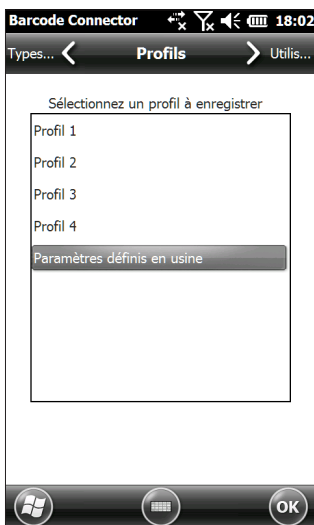 Barcode Connector 18:02
Types... Profils Utilis...
Sélectionnez un profil à enregistrer
Profil 1
Profil 2
Profil 3
Profil 4
Paramètres définis en usine
OK